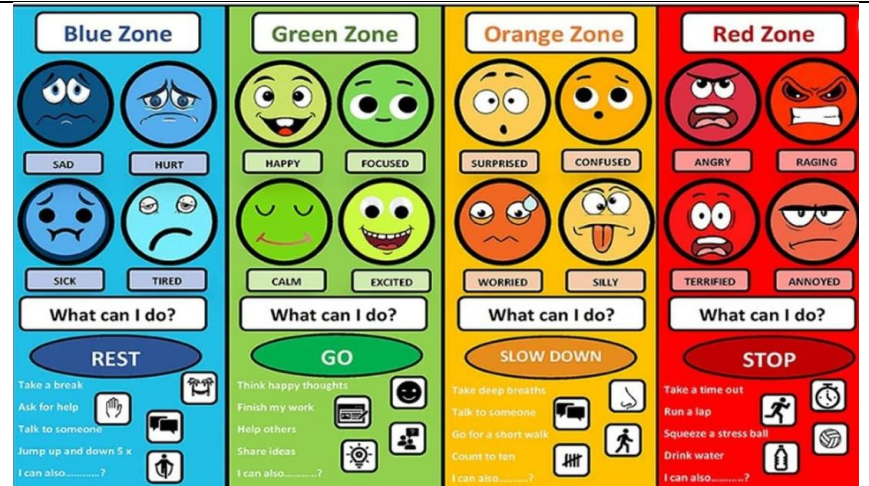 Blue Zone
SAD
HURT
SICK
TIRED
What can I do?
REST
Take a break
Ask for help
Talk to someone
Jump up and down 5 x
I can also...........?
Green Zone
HAPPY
FOCUSED
CALM
EXCITED
What can I do?
GO
Think happy thoughts
Finish my work
Help others
Share ideas
I can also...........?
Orange Zone
SURPRISED
CONFUSED
WORRIED
SILLY
What can I do?
SLOW DOWN
Take deep breaths
Talk to someone
Go for a short walk
Count to ten
I can also.........?
Red Zone
ANGRY
RAGING
TERRIFIED
ANNOYED
What can I do?
STOP
Take a time out
Run a lap
Squeeze a stress ball
Drink water
I can also.........?